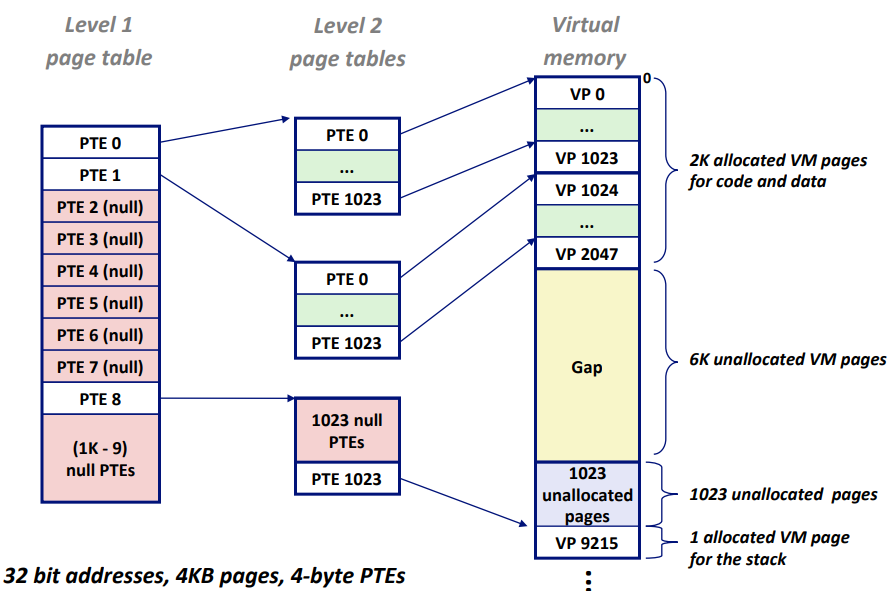 Level 1
page table
Level 2
page tables
Virtual
memory
PTE 0
PTE 1
PTE 2 (null)
PTE 3 (null)
PTE 4 (null)
PTE 5 (null)
PTE 6 (null)
PTE 7 (null)
PTE 8
(1K - 9)
null PTEs
PTE 0
...
PTE 1023
PTE 0
...
PTE 1023
1023 null
PTEs
PTE 1023
0
VP 0
...
VP 1023
VP 1024
...
VP 2047
Gap
1023
unallocated
pages
VP 9215
...
2K allocated VM pages
for code and data
6K unallocated VM pages
1023 unallocated pages
1 allocated VM page
for the stack
32 bit addresses, 4KB pages, 4-byte PTEs